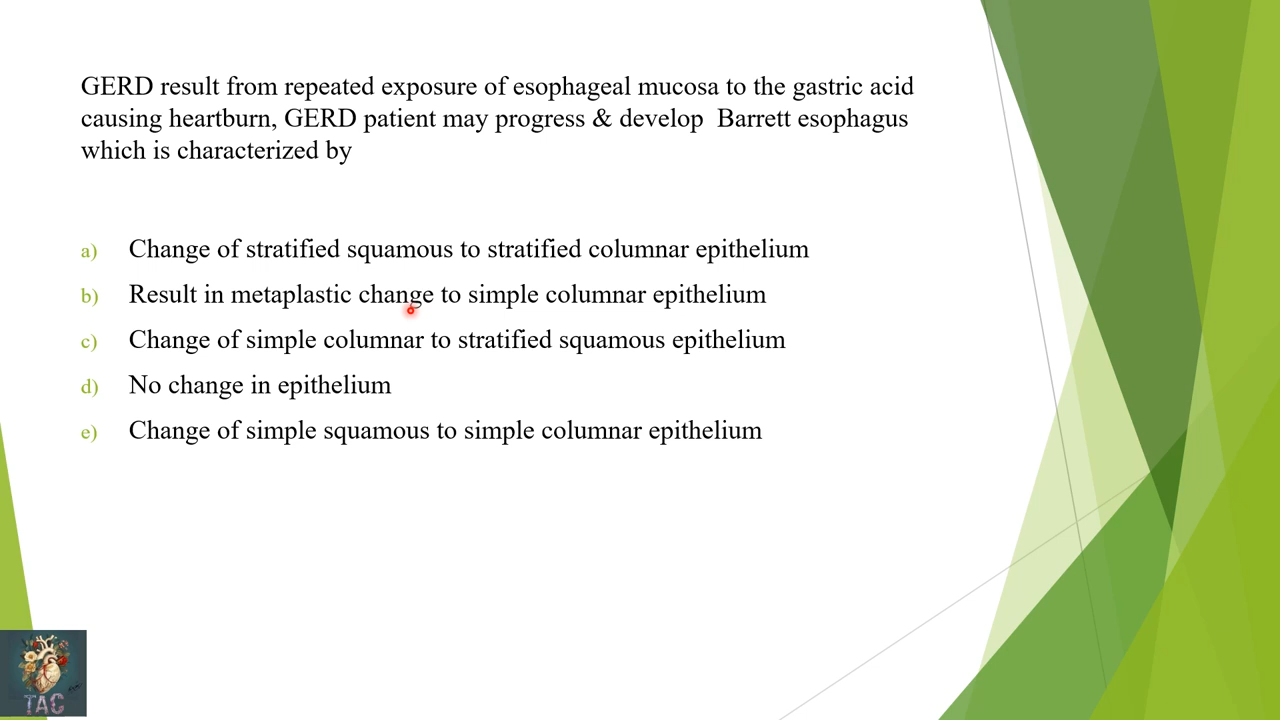 GERD result from repeated exposure of esophageal mucosa to the gastric acid
causing heartburn, GERD patient may progress & develop  Barrett esophagus
which is characterized by
a) Change of stratified squamous to stratified columnar epithelium
b) Result in metaplastic change to simple columnar epithelium
c) Change of simple columnar to stratified squamous epithelium
d) No change in epithelium
e) Change of simple squamous to simple columnar epithelium
TAC